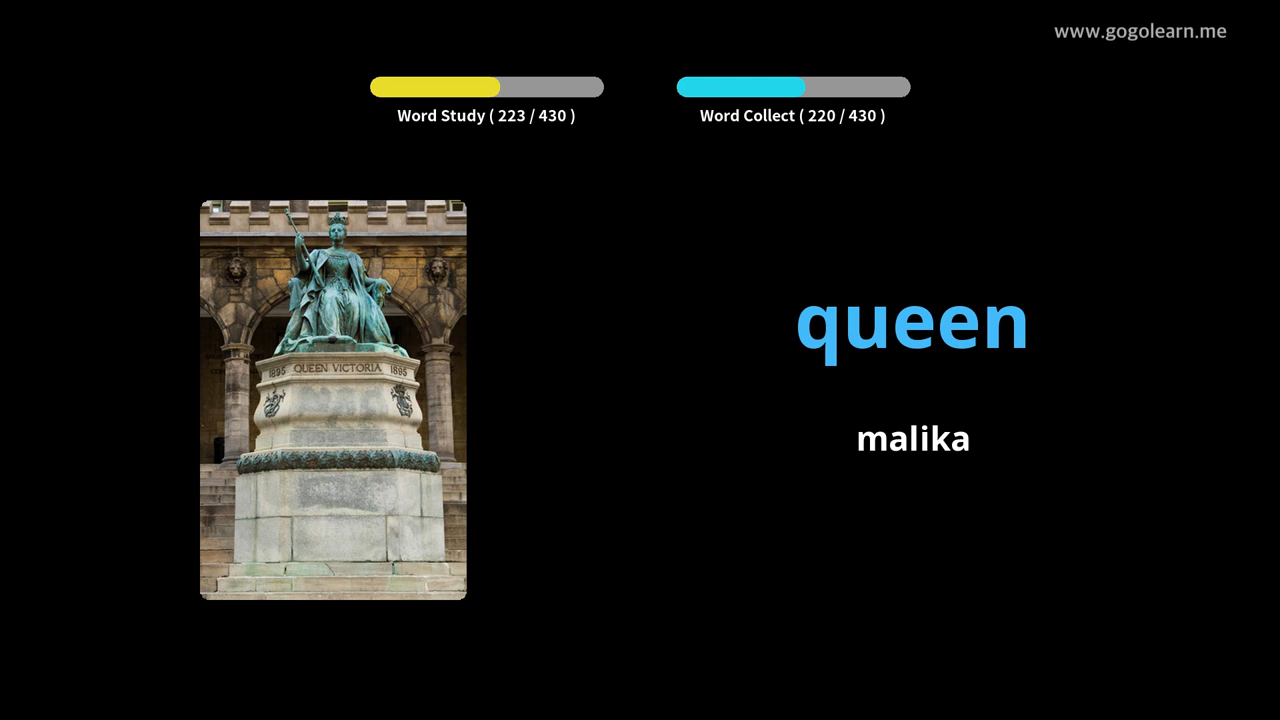 www.gogolearn.me
Word Study ( 223 / 430 )
Word Collect ( 220 / 430 )
1895 QUEEN VICTORIA 1895
queen
malika